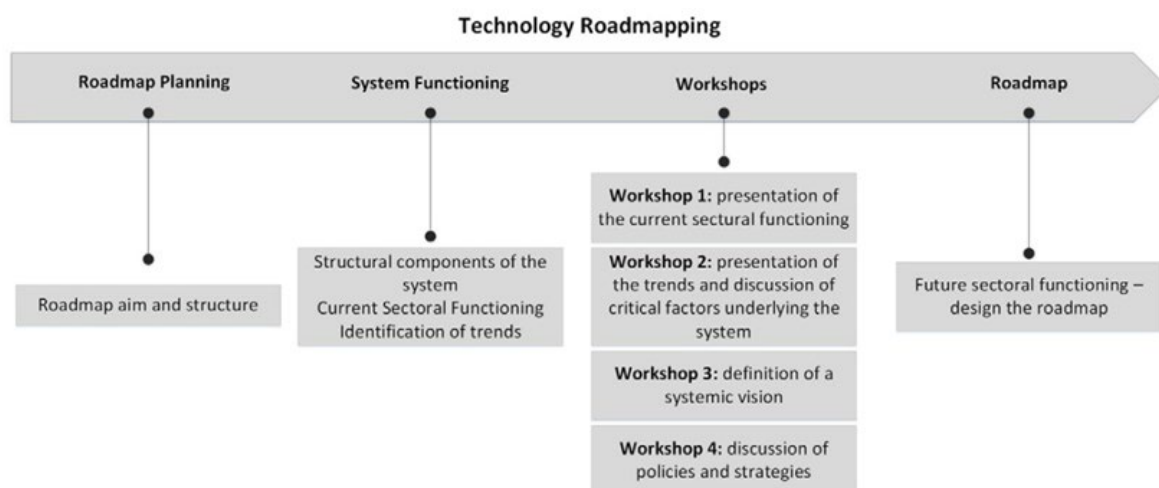 Technology Roadmapping
Roadmap Planning
System Functioning
Workshops
Roadmap
Roadmap aim and structure
Structural components of the
system
Current Sectoral Functioning
Identification of trends
Workshop 1: presentation of
the current sectural functioning
Workshop 2: presentation of
the trends and discussion of
critical factors underlying the
system
Workshop 3: definition of a
systemic vision
Workshop 4: discussion of
policies and strategies
Future sectoral functioning –
design the roadmap